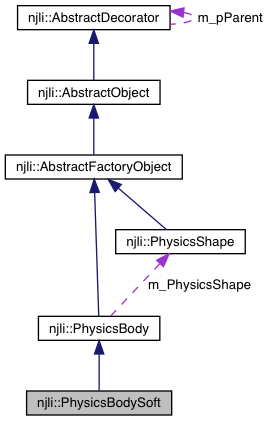 njli::AbstractDecorator
m_pParent
njli::AbstractObject
njli::AbstractFactoryObject
njli::PhysicsShape
m_PhysicsShape
njli::PhysicsBody
njli::PhysicsBodySoft